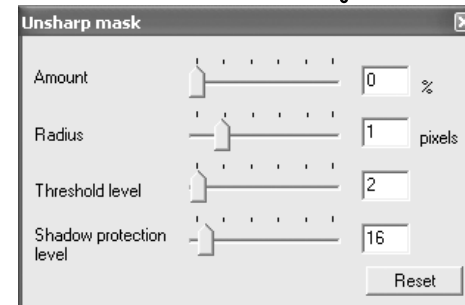 Unsharp mask
Amount 0 %
Radius 1 pixels
Threshold level 2
Shadow protection
level 16
Reset